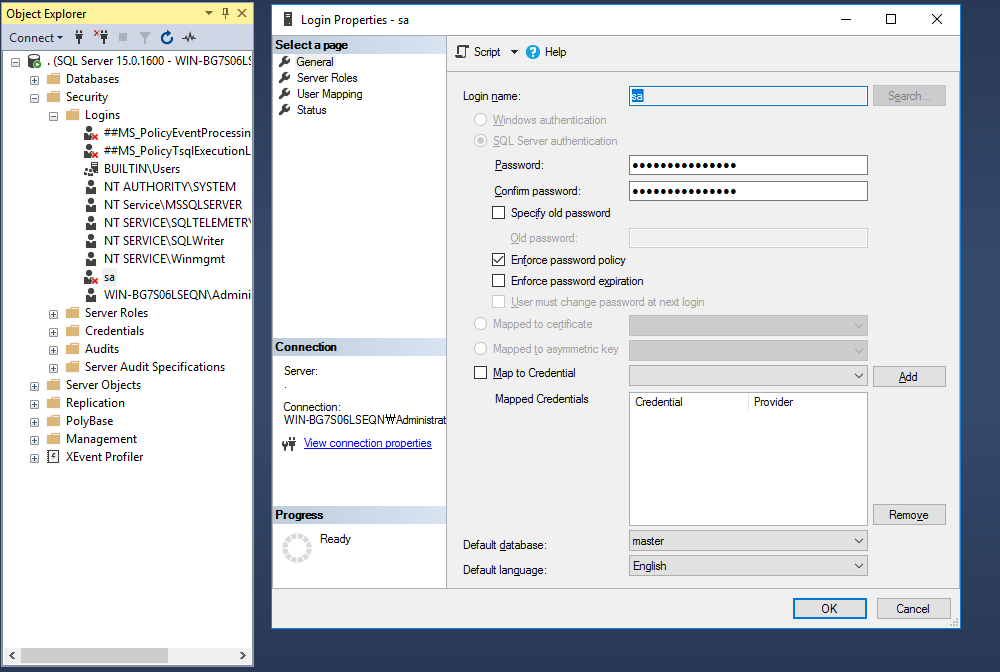 Object Explorer
Connect
. (SQL Server 15.0.1600 - WIN-BG7S06LS
Databases
Security
Logins
##MS_PolicyEventProcessin
##MS_PolicyTsqlExecutionL
BUILTIN\Users
NT AUTHORITY\SYSTEM
NT Service\MSSQLSERVER
NT SERVICE\SQLTELEMETRY
NT SERVICE\SQLWriter
NT SERVICE\Winmgmt
sa
WIN-BG7S06LSEQN\Admini
Server Roles
Credentials
Audits
Server Audit Specifications
Server Objects
Replication
PolyBase
Management
XEvent Profiler
Login Properties - sa
Select a page
General
Server Roles
User Mapping
Status
Connection
Server:
.
Connection:
WIN-BG7S06LSEQN₩Administrat
View connection properties
Progress
Ready
Script
Help
Login name:
sa
Search...
Windows authentication
SQL Server authentication
Password:
●●●●●●●●●●●●●●●
Confirm password:
●●●●●●●●●●●●●●●
Specify old password
Old password:
Enforce password policy
Enforce password expiration
User must change password at next login
Mapped to certificate
Mapped to asymmetric key
Map to Credential
Add
Mapped Credentials
Credential Provider
Remove
Default database:
master
Default language:
English
OK
Cancel